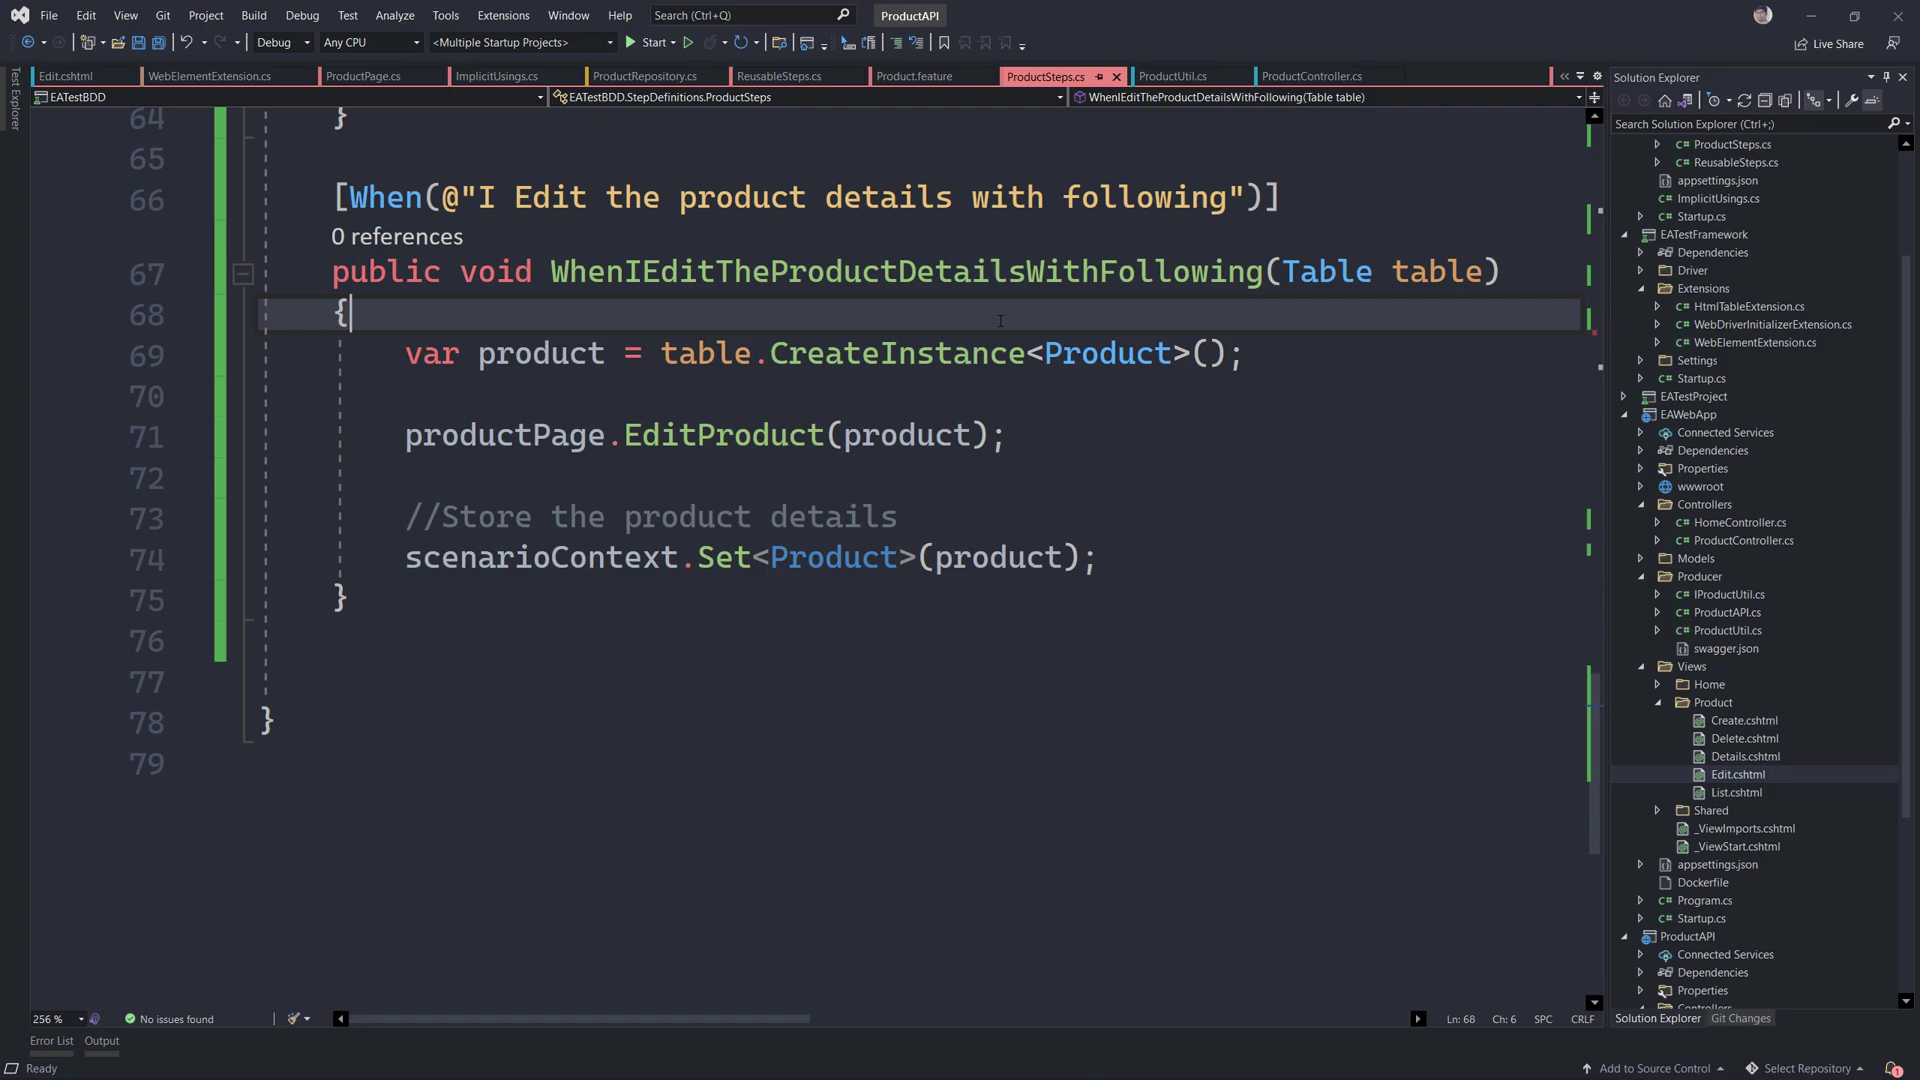 File Edit View Git Project Build Debug Test Analyze Tools Extensions Window Help Search (Ctrl+Q) ProductAPI
Debug Any CPU <Multiple Startup Projects> Start Live Share
Test Explorer
Edit.cshtml WebElementExtension.cs ProductPage.cs ImplicitUsings.cs ProductRepository.cs ReusableSteps.cs Product.feature ProductSteps.cs ProductUtil.cs ProductController.cs
EATestBDD EATestBDD.StepDefinitions.ProductSteps WhenIEditTheProductDetailsWithFollowing(Table table)
64 }
65
66 [When(@"I Edit the product details with following")]
0 references
67 public void WhenIEditTheProductDetailsWithFollowing(Table table)
68 {
69 var product = table.CreateInstance<Product>();
70
71 productPage.EditProduct(product);
72
73 //Store the product details
74 scenarioContext.Set<Product>(product);
75 }
76
77
78 }
79
256 % No issues found Ln: 68 Ch: 6 SPC CRLF
Error List Output
Ready Add to Source Control Select Repository 1
Solution Explorer
Search Solution Explorer (Ctrl+;)
C# ProductSteps.cs
C# ReusableSteps.cs
appsettings.json
C# ImplicitUsings.cs
C# Startup.cs
EATestFramework
Dependencies
Driver
Extensions
C# HtmlTableExtension.cs
C# WebDriverInitializerExtension.cs
C# WebElementExtension.cs
Settings
C# Startup.cs
EATestProject
EAWebApp
Connected Services
Dependencies
Properties
wwwroot
Controllers
C# HomeController.cs
C# ProductController.cs
Models
Producer
C# IProductUtil.cs
C# ProductAPI.cs
C# ProductUtil.cs
swagger.json
Views
Home
Product
Create.cshtml
Delete.cshtml
Details.cshtml
Edit.cshtml
List.cshtml
Shared
_ViewImports.cshtml
_ViewStart.cshtml
appsettings.json
Dockerfile
C# Program.cs
C# Startup.cs
ProductAPI
Connected Services
Dependencies
Properties
Controllers
Solution Explorer Git Changes